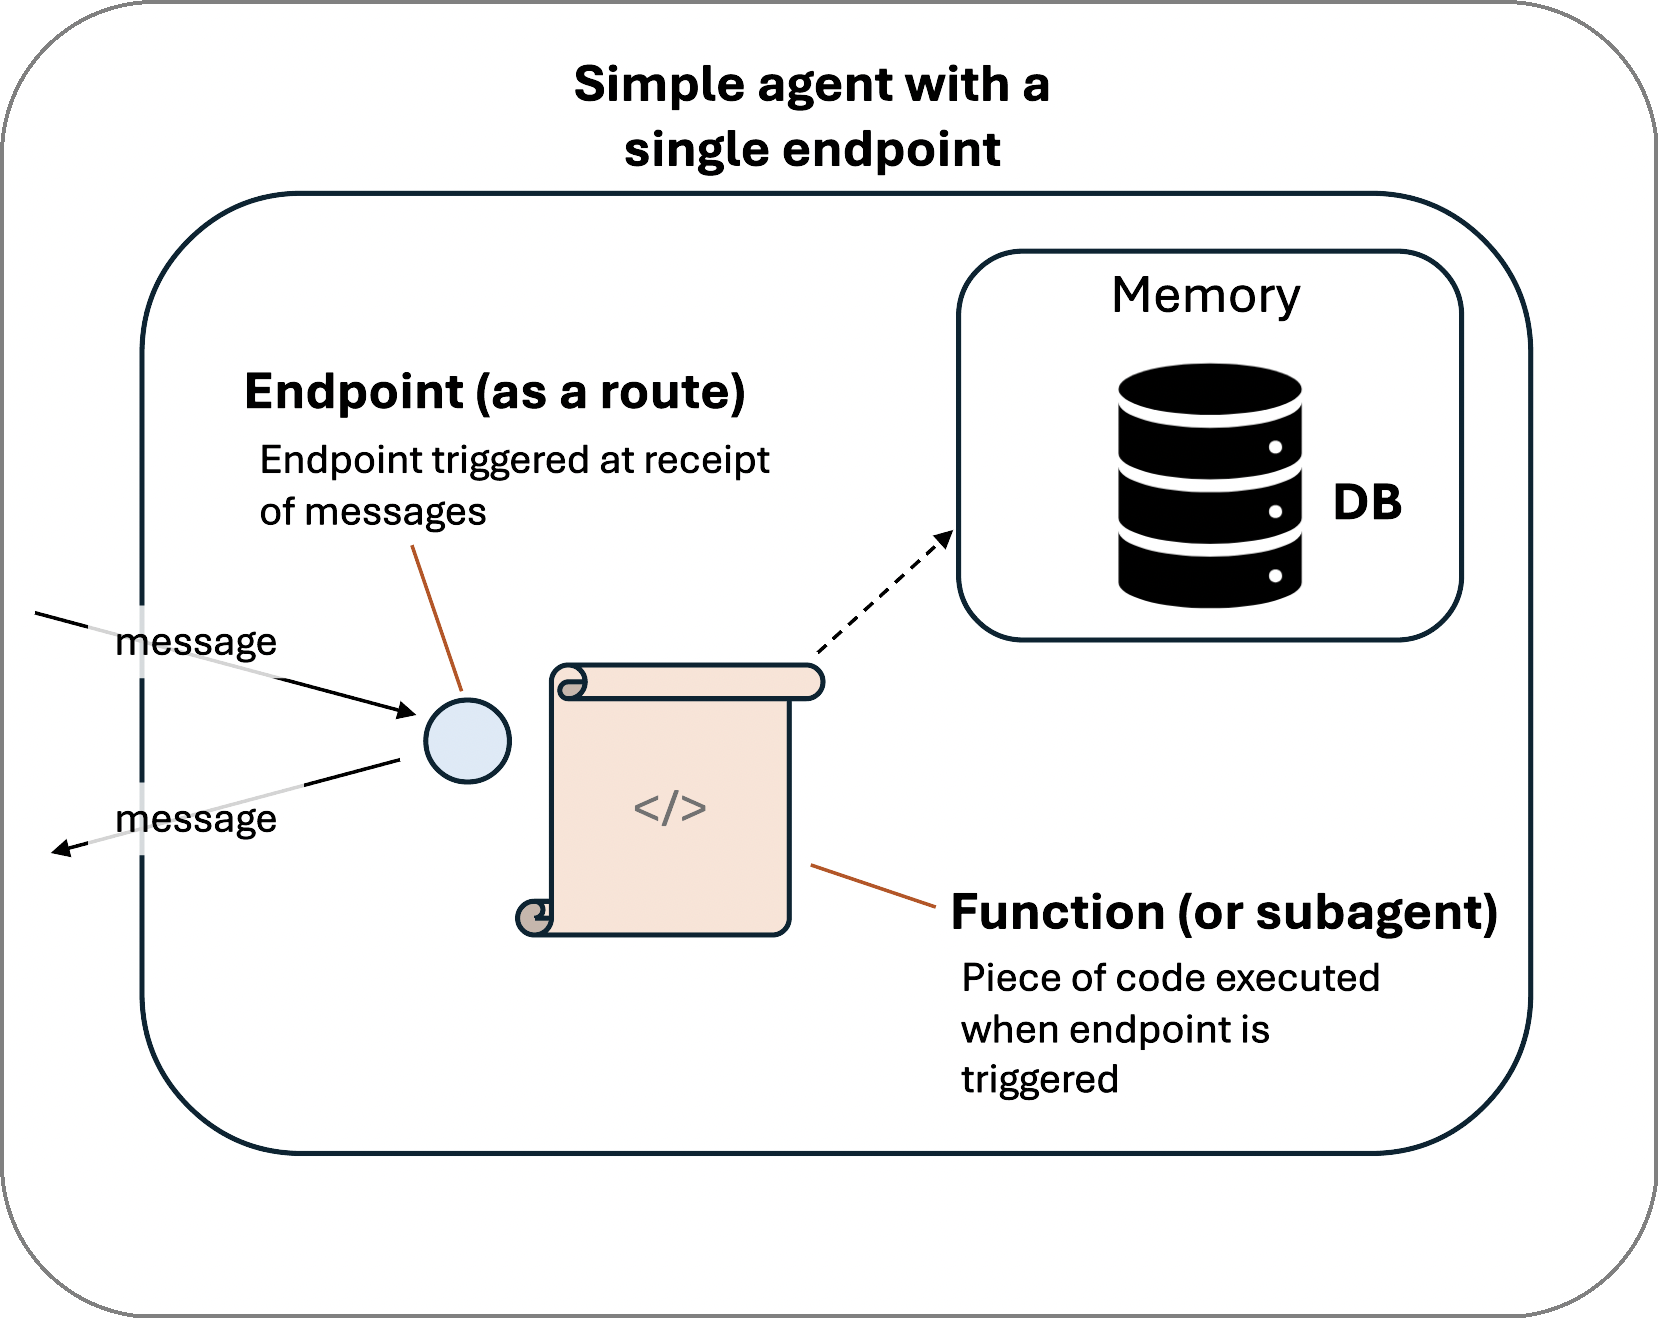 Simple agent with a
single endpoint
Memory
DB
Endpoint (as a route)
Endpoint triggered at receipt
of messages
message
message
</>
Function (or subagent)
Piece of code executed
when endpoint is
triggered